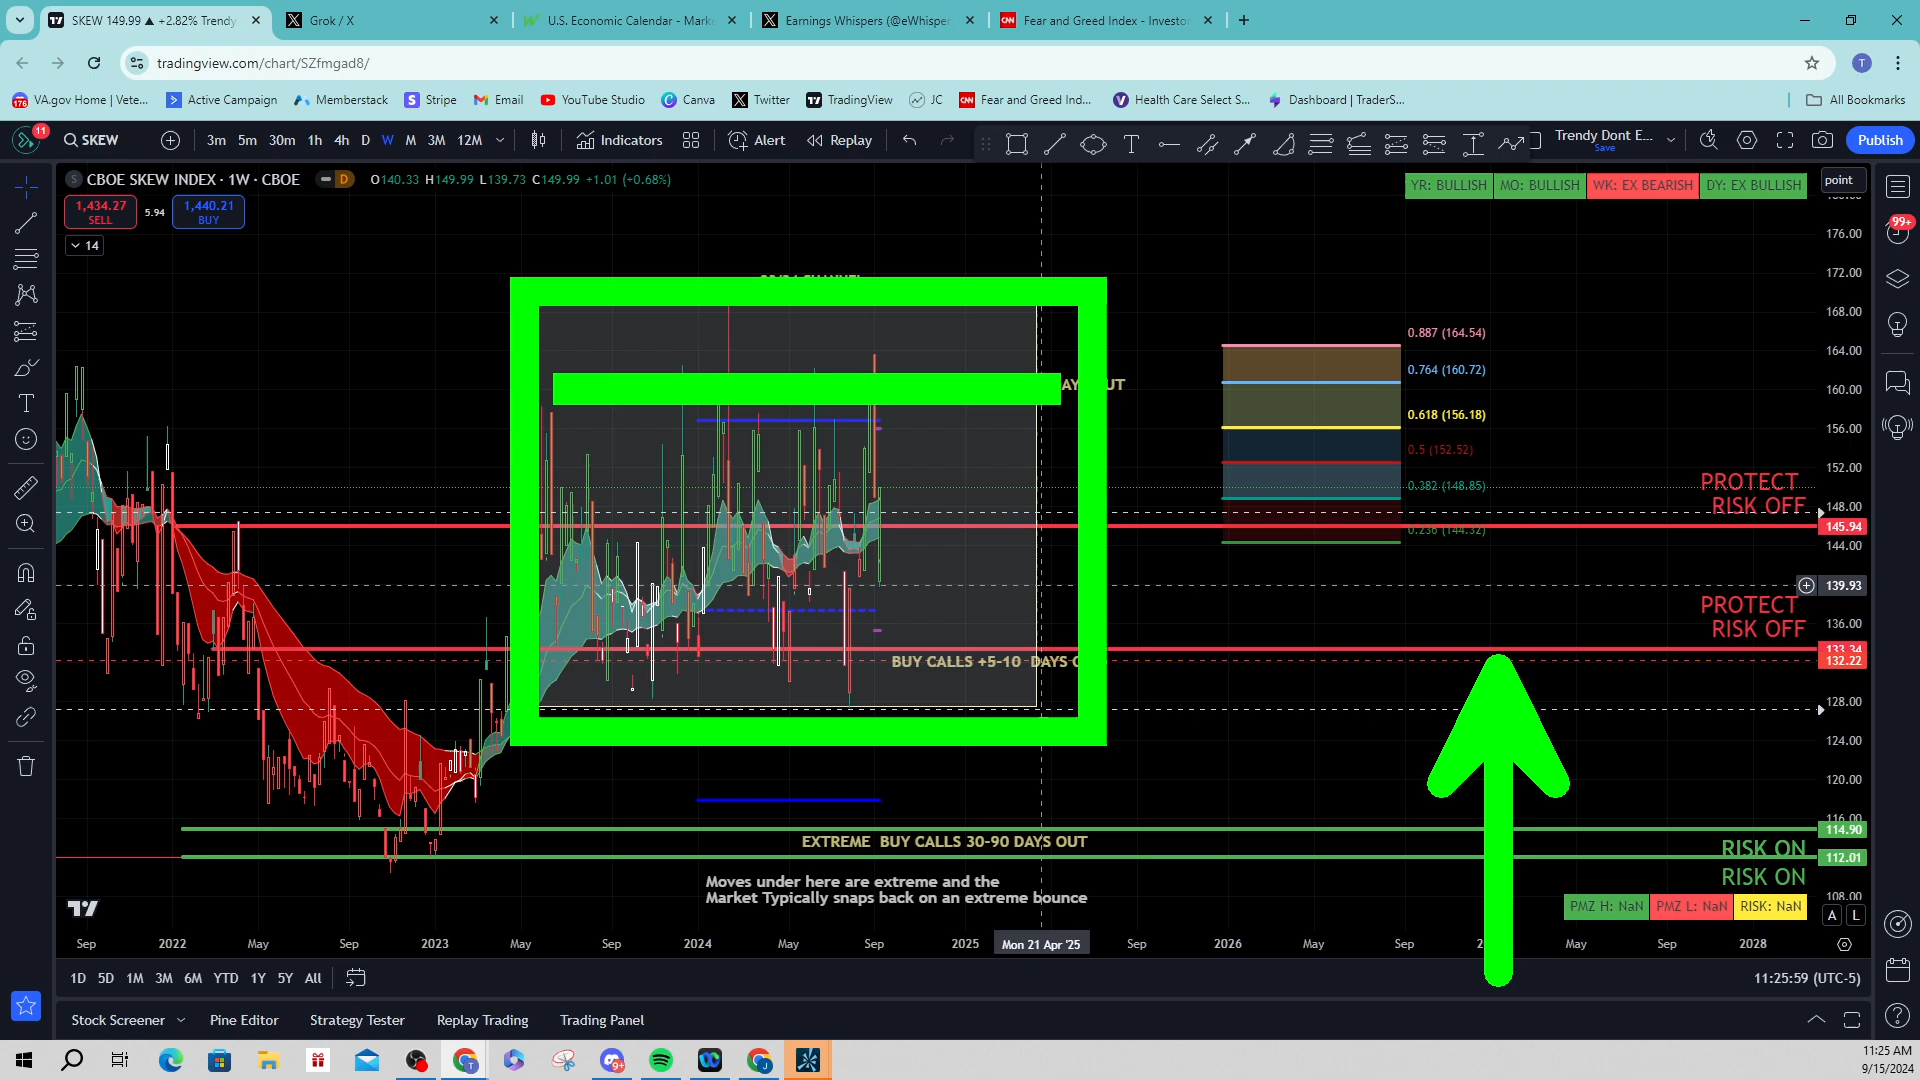 SKEW 149.99 ▲ +2.82% Trendy
Grok / X
U.S. Economic Calendar - Marke
Earnings Whispers (@eWhisper
Fear and Greed Index - Investo
tradingview.com/chart/SZfmgad8/
VA.gov Home | Vete...
Active Campaign
Memberstack
Stripe
Email
YouTube Studio
Canva
Twitter
TradingView
JC
Fear and Greed Ind...
Health Care Select S...
Dashboard | TraderS...
All Bookmarks
11
SKEW
3m 5m 30m 1h 4h D W M 3M 12M
Indicators
Alert
Replay
Trendy Dont E...
Save
Publish
CBOE SKEW INDEX · 1W · CBOE
D
O140.33 H149.99 L139.73 C149.99 +1.01 (+0.68%)
YR: BULLISH
MO: BULLISH
WK: EX BEARISH
DY: EX BULLISH
point
1,434.27
SELL
5.94
1,440.21
BUY
14
99+
176.00
172.00
168.00
164.00
160.00
156.00
152.00
148.00
145.94
144.00
139.93
136.00
133.34
132.22
128.00
124.00
120.00
116.00
114.90
112.01
108.00
0.887 (164.54)
0.764 (160.72)
0.618 (156.18)
0.5 (152.52)
0.382 (148.85)
0.236 (144.32)
PROTECT
RISK OFF
PROTECT
RISK OFF
BUY CALLS +5-10 DAYS
EXTREME BUY CALLS 30-90 DAYS OUT
RISK ON
RISK ON
Moves under here are extreme and the
Market Typically snaps back on an extreme bounce
PMZ H: NaN
PMZ L: NaN
RISK: NaN
A L
Sep 2022 May Sep 2023 May Sep 2024 May Sep 2025 Mon 21 Apr '25 Sep 2026 May Sep May Sep 2028
1D 5D 1M 3M 6M YTD 1Y 5Y All
11:25:59 (UTC-5)
Stock Screener
Pine Editor
Strategy Tester
Replay Trading
Trading Panel
11:25 AM
9/15/2024